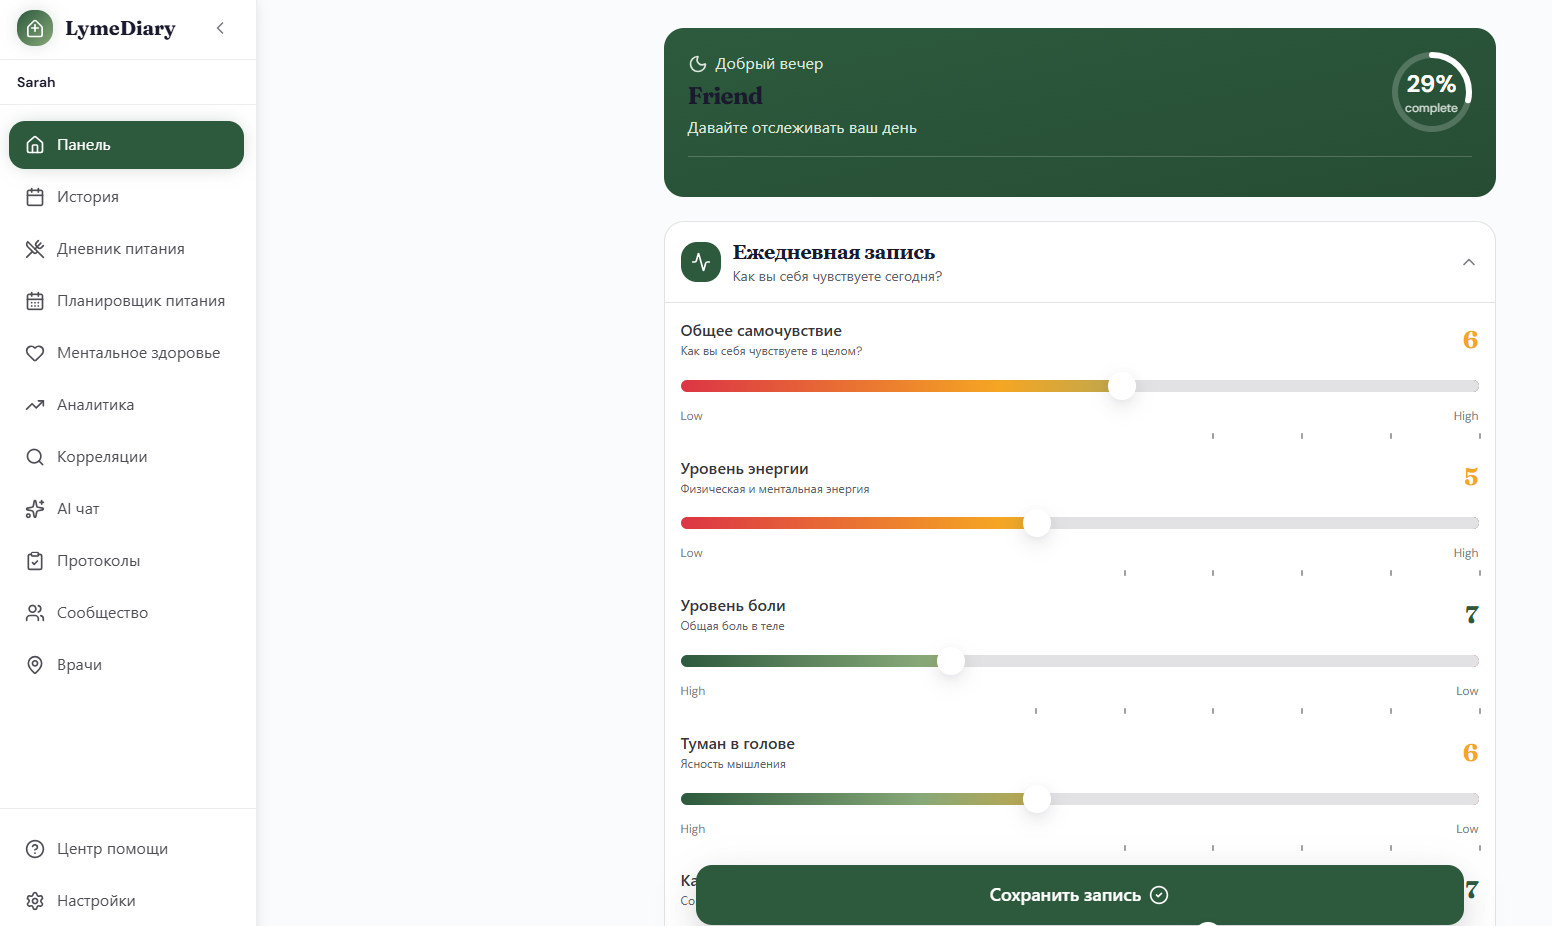 LymeDiary
Sarah
Панель
История
Дневник питания
Планировщик питания
Ментальное здоровье
Аналитика
Корреляции
AI чат
Протоколы
Сообщество
Врачи
Центр помощи
Настройки
Добрый вечер
Friend
Давайте отслеживать ваш день
29%
complete
Ежедневная запись
Как вы себя чувствуете сегодня?
Общее самочувствие
Как вы себя чувствуете в целом?
6
Low
High
Уровень энергии
Физическая и ментальная энергия
5
Low
High
Уровень боли
Общая боль в теле
7
High
Low
Туман в голове
Ясность мышления
6
High
Low
7
Сохранить запись